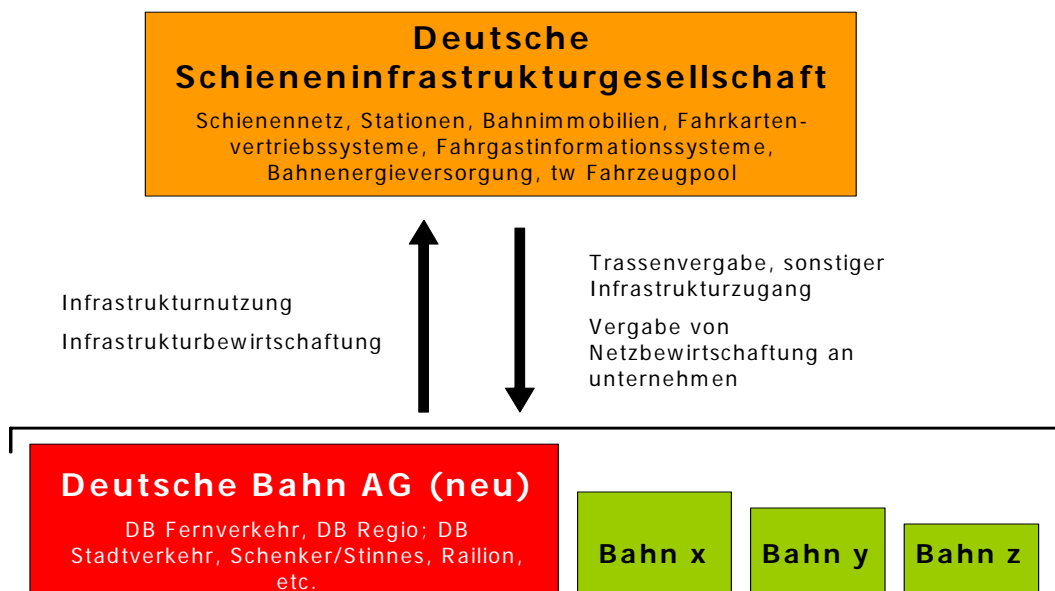 Deutsche
Schieneninfrastrukturgesellschaft
Schienennetz, Stationen, Bahnimmobilien, Fahrkarten-
vertriebssysteme, Fahrgastinformationssysteme,
Bahnenergieversorgung, tw Fahrzeugpool
Infrastrukturnutzung
Infrastrukturbewirtschaftung
Trassenvergabe, sonstiger
Infrastrukturzugang
Vergabe von
Netzbewirtschaftung an
unternehmen
Deutsche Bahn AG (neu)
DB Fernverkehr, DB Regio; DB
Stadtverkehr, Schenker/Stinnes, Railion,
etc.
Bahn x
Bahn y
Bahn z